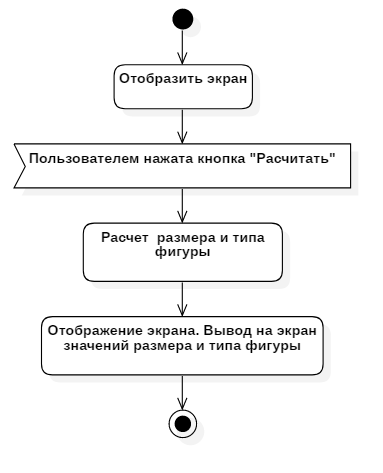 Отобразить экран
Пользователем нажата кнопка "Расчитать"
Расчет размера и типа
фигуры
Отображение экрана. Вывод на экран
значений размера и типа фигуры